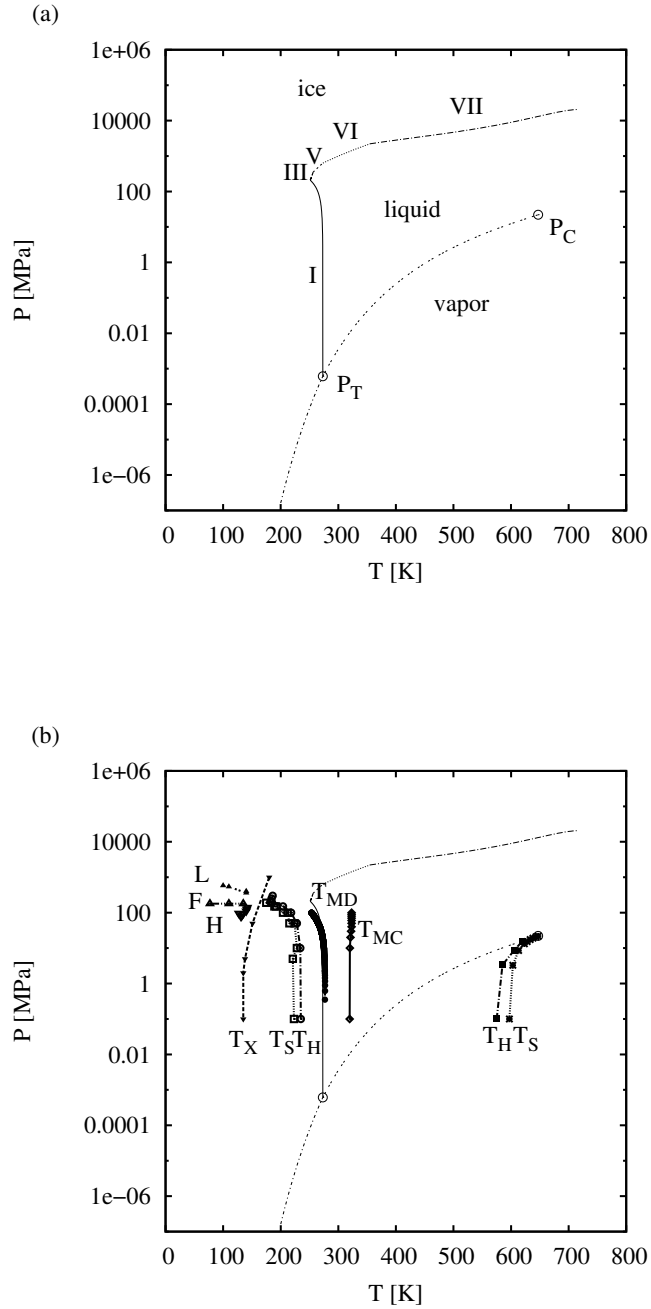 (a)
1e+06
10000
100
1
0.01
0.0001
1e-06
P [MPa]
ice
VII
VI
V
III
liquid
P_C
I
vapor
P_T
0 100 200 300 400 500 600 700 800
T [K]
(b)
1e+06
10000
100
1
0.01
0.0001
1e-06
P [MPa]
L
F
H
T_MD
T_MC
T_X
T_S
T_H
T_H
T_S
0 100 200 300 400 500 600 700 800
T [K]